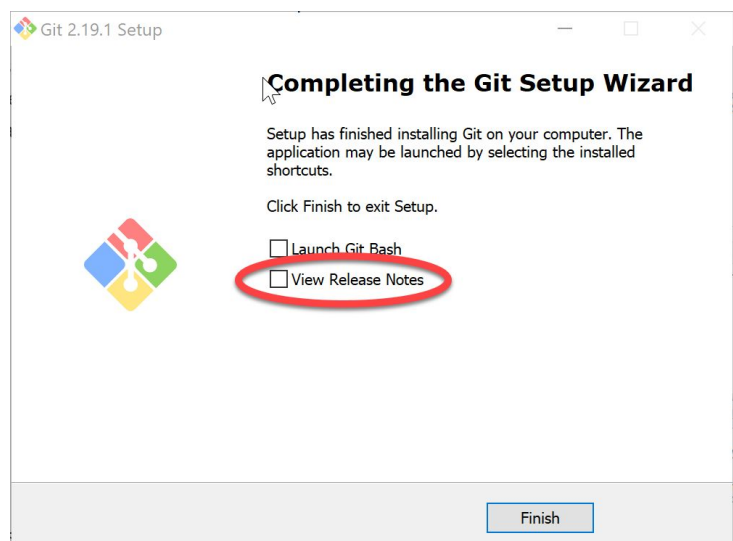 Git 2.19.1 Setup
Completing the Git Setup Wizard
Setup has finished installing Git on your computer. The
application may be launched by selecting the installed
shortcuts.
Click Finish to exit Setup.
Launch Git Bash
View Release Notes
Finish